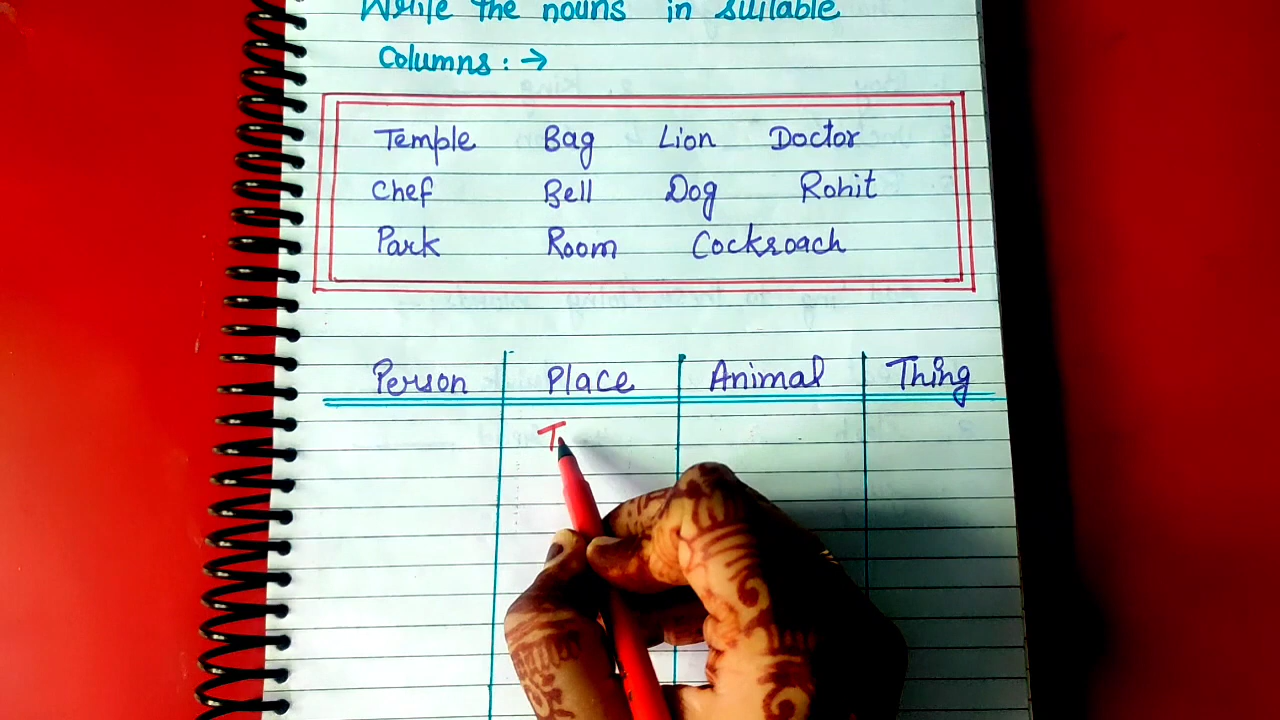 Write the nouns in suitable
Columns : →
Temple Bag Lion Doctor
Chef Bell Dog Rohit
Park Room Cockroach
Person Place Animal Thing
T